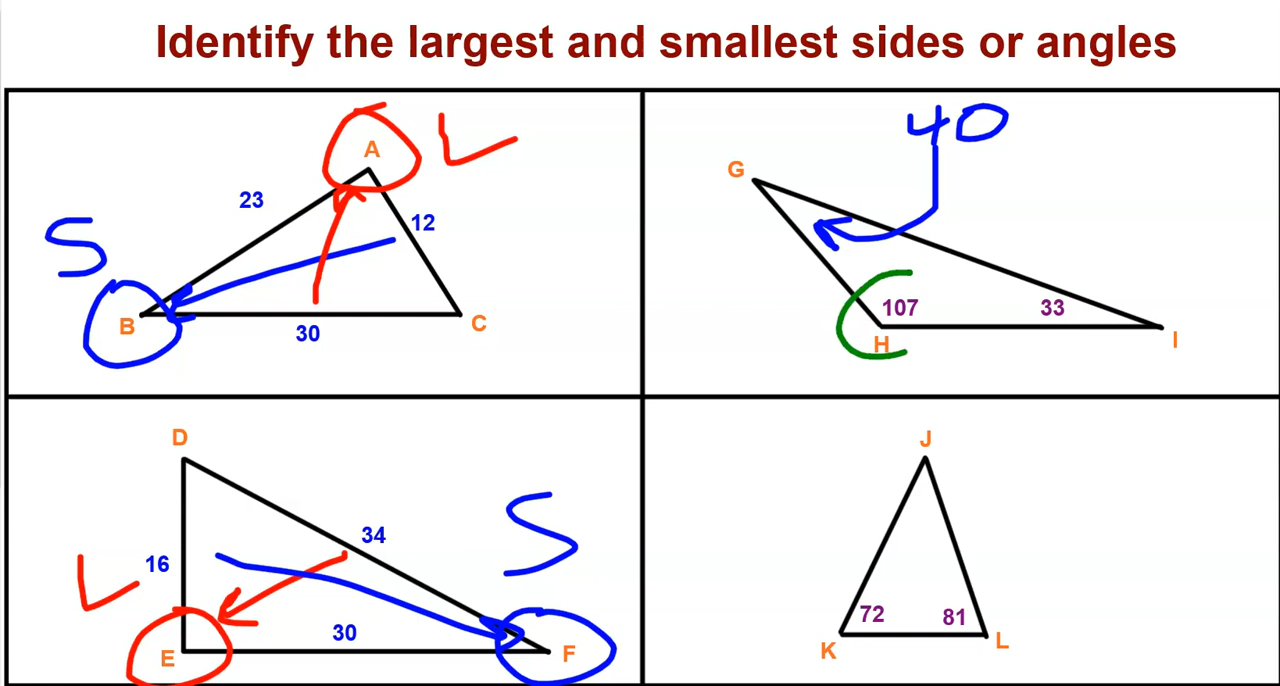 Identify the largest and smallest sides or angles
A L
23
12
S
B
30
C
40
G
107
33
H
I
D
S
34
16
L
30
E
F
J
72
81
K
L